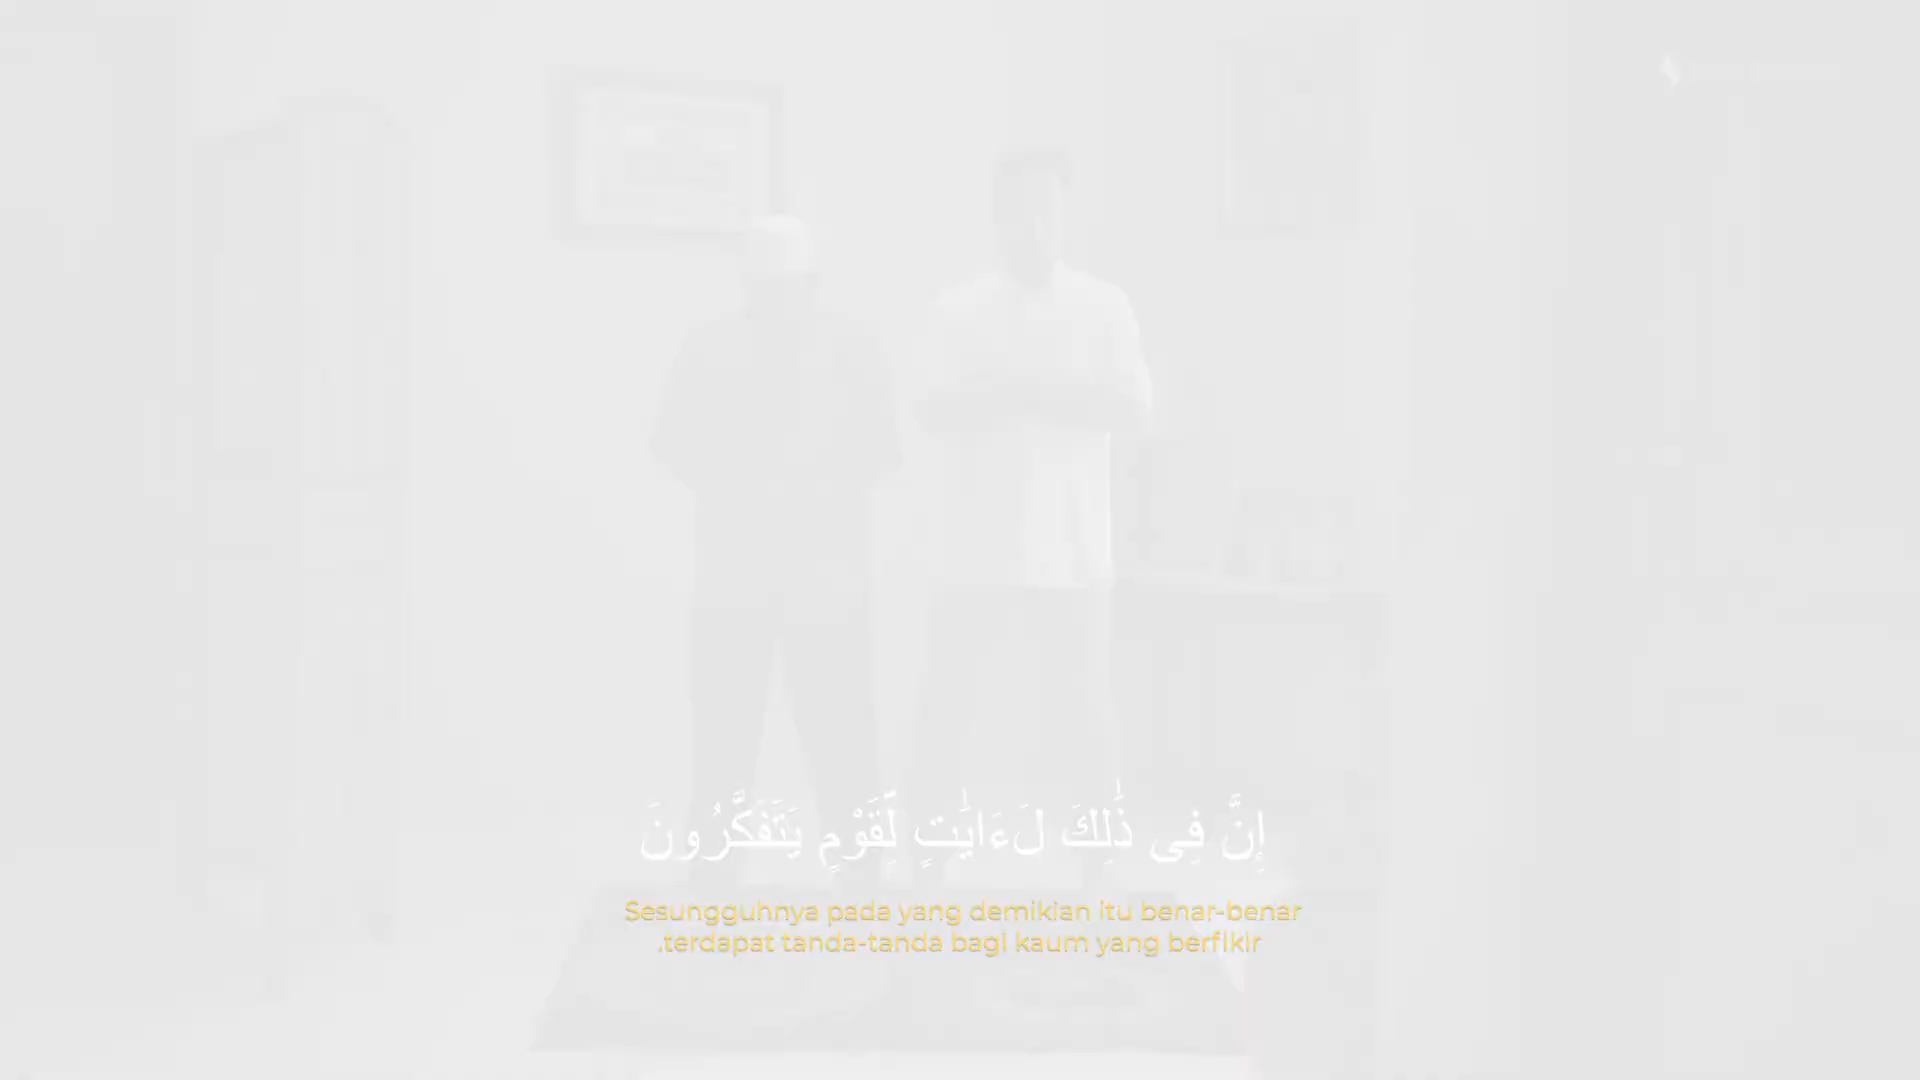 إِنَّ فِى ذَٰلِكَ لَءَايَٰتٍ لِّقَوْمٍ يَتَفَكَّرُونَ
Sesungguhnya pada yang demikian itu benar-benar
.terdapat tanda-tanda bagi kaum yang berfikir